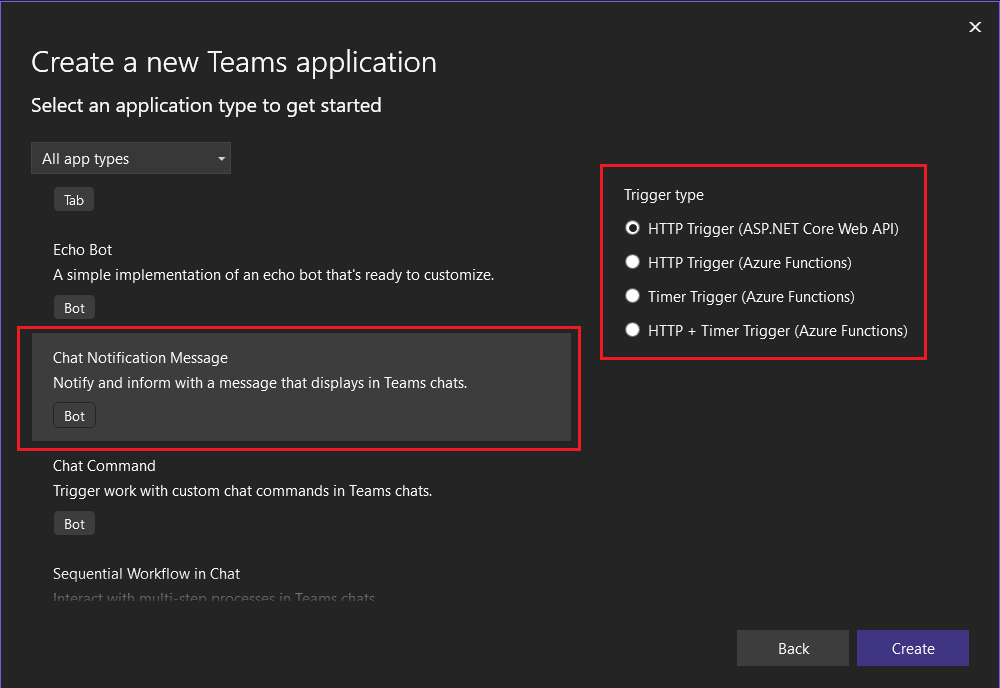 Create a new Teams application
Select an application type to get started
All app types
Tab
Echo Bot
A simple implementation of an echo bot that's ready to customize.
Bot
Chat Notification Message
Notify and inform with a message that displays in Teams chats.
Bot
Chat Command
Trigger work with custom chat commands in Teams chats.
Bot
Sequential Workflow in Chat
Interact with multi-step processes in Teams chats
Trigger type
HTTP Trigger (ASP.NET Core Web API)
HTTP Trigger (Azure Functions)
Timer Trigger (Azure Functions)
HTTP + Timer Trigger (Azure Functions)
Back
Create